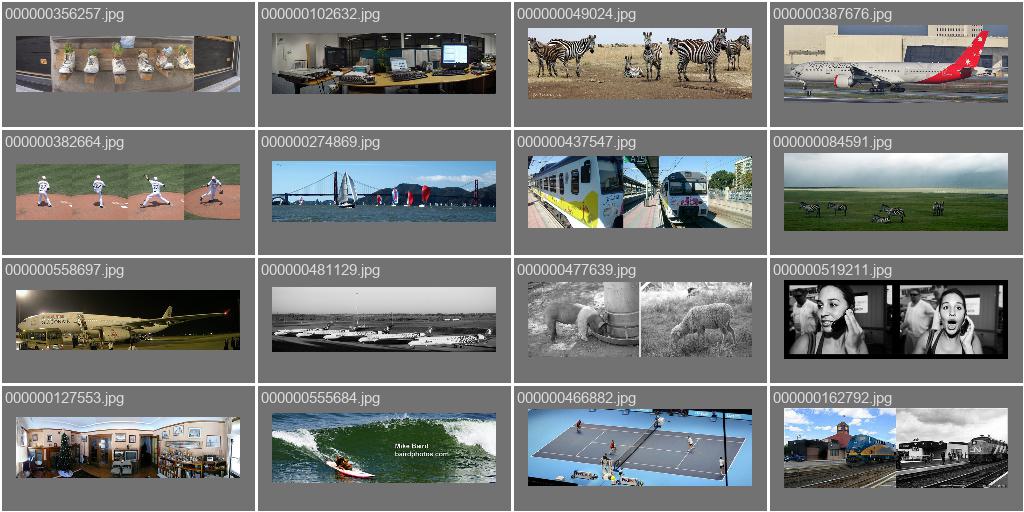 000000356257.jpg
000000102632.jpg
000000049024.jpg
000000387676.jpg
000000382664.jpg
000000274869.jpg
000000437547.jpg
000000084591.jpg
000000558697.jpg
000000481129.jpg
000000477639.jpg
000000519211.jpg
000000127553.jpg
000000555684.jpg
000000466882.jpg
000000162792.jpg
Mike Baird
bairdphotos.com